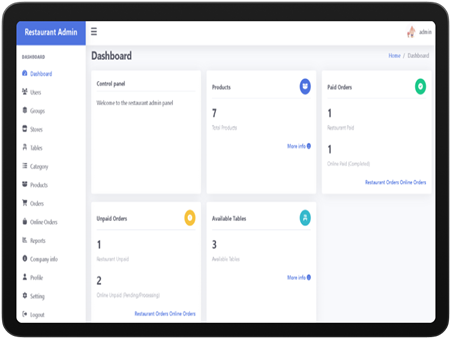 Restaurant Admin
admin
Dashboard
Home / Dashboard
DASHBOARD
Dashboard
Users
Groups
Stores
Tables
Category
Products
Orders
Online Orders
Reports
Company info
Profile
Setting
Logout
Control panel
Welcome to the restaurant admin panel
Products
7
Total Products
More info
Paid Orders
1
Restaurant Paid
1
Online Paid (Completed)
Restaurant Orders Online Orders
Unpaid Orders
1
Restaurant Unpaid
2
Online Unpaid (Pending/Processing)
Restaurant Orders Online Orders
Available Tables
3
Available Tables
More info